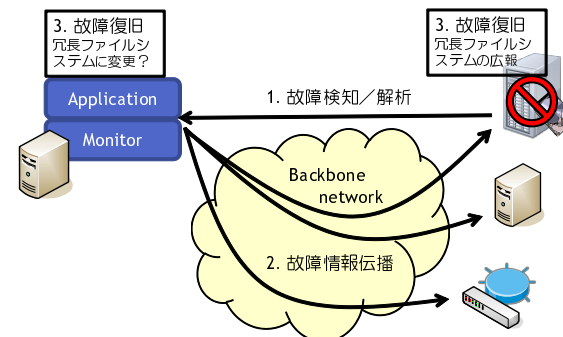 3. 故障復旧
冗長ファイルシ
ステムに変更？
3. 故障復旧
冗長ファイルシ
ステムの広報
Application
1. 故障検知／解析
Monitor
Backbone
network
2. 故障情報伝播